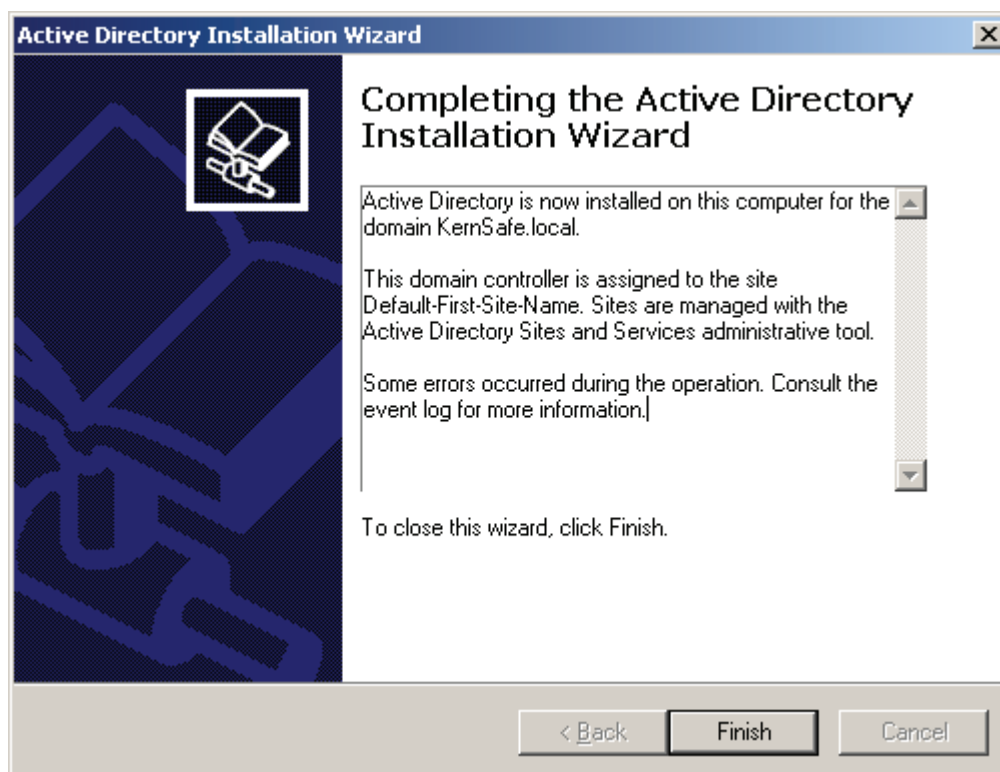 Active Directory Installation Wizard
Completing the Active Directory
Installation Wizard
Active Directory is now installed on this computer for the
domain KernSafe.local.
This domain controller is assigned to the site
Default-First-Site-Name. Sites are managed with the
Active Directory Sites and Services administrative tool.
Some errors occurred during the operation. Consult the
event log for more information.
To close this wizard, click Finish.
< Back
Finish
Cancel